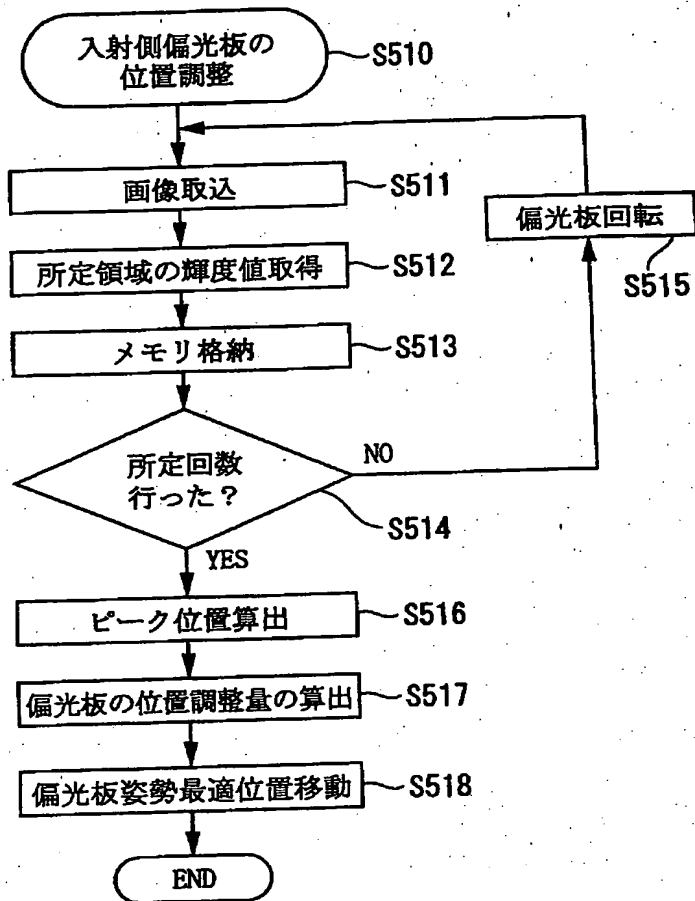 入射側偏光板の
位置調整
S510
画像取込
S511
所定領域の輝度値取得
S512
メモリ格納
S513
所定回数
行った？
S514
NO
偏光板回転
S515
YES
ピーク位置算出
S516
偏光板の位置調整量の算出
S517
偏光板姿勢最適位置移動
S518
END